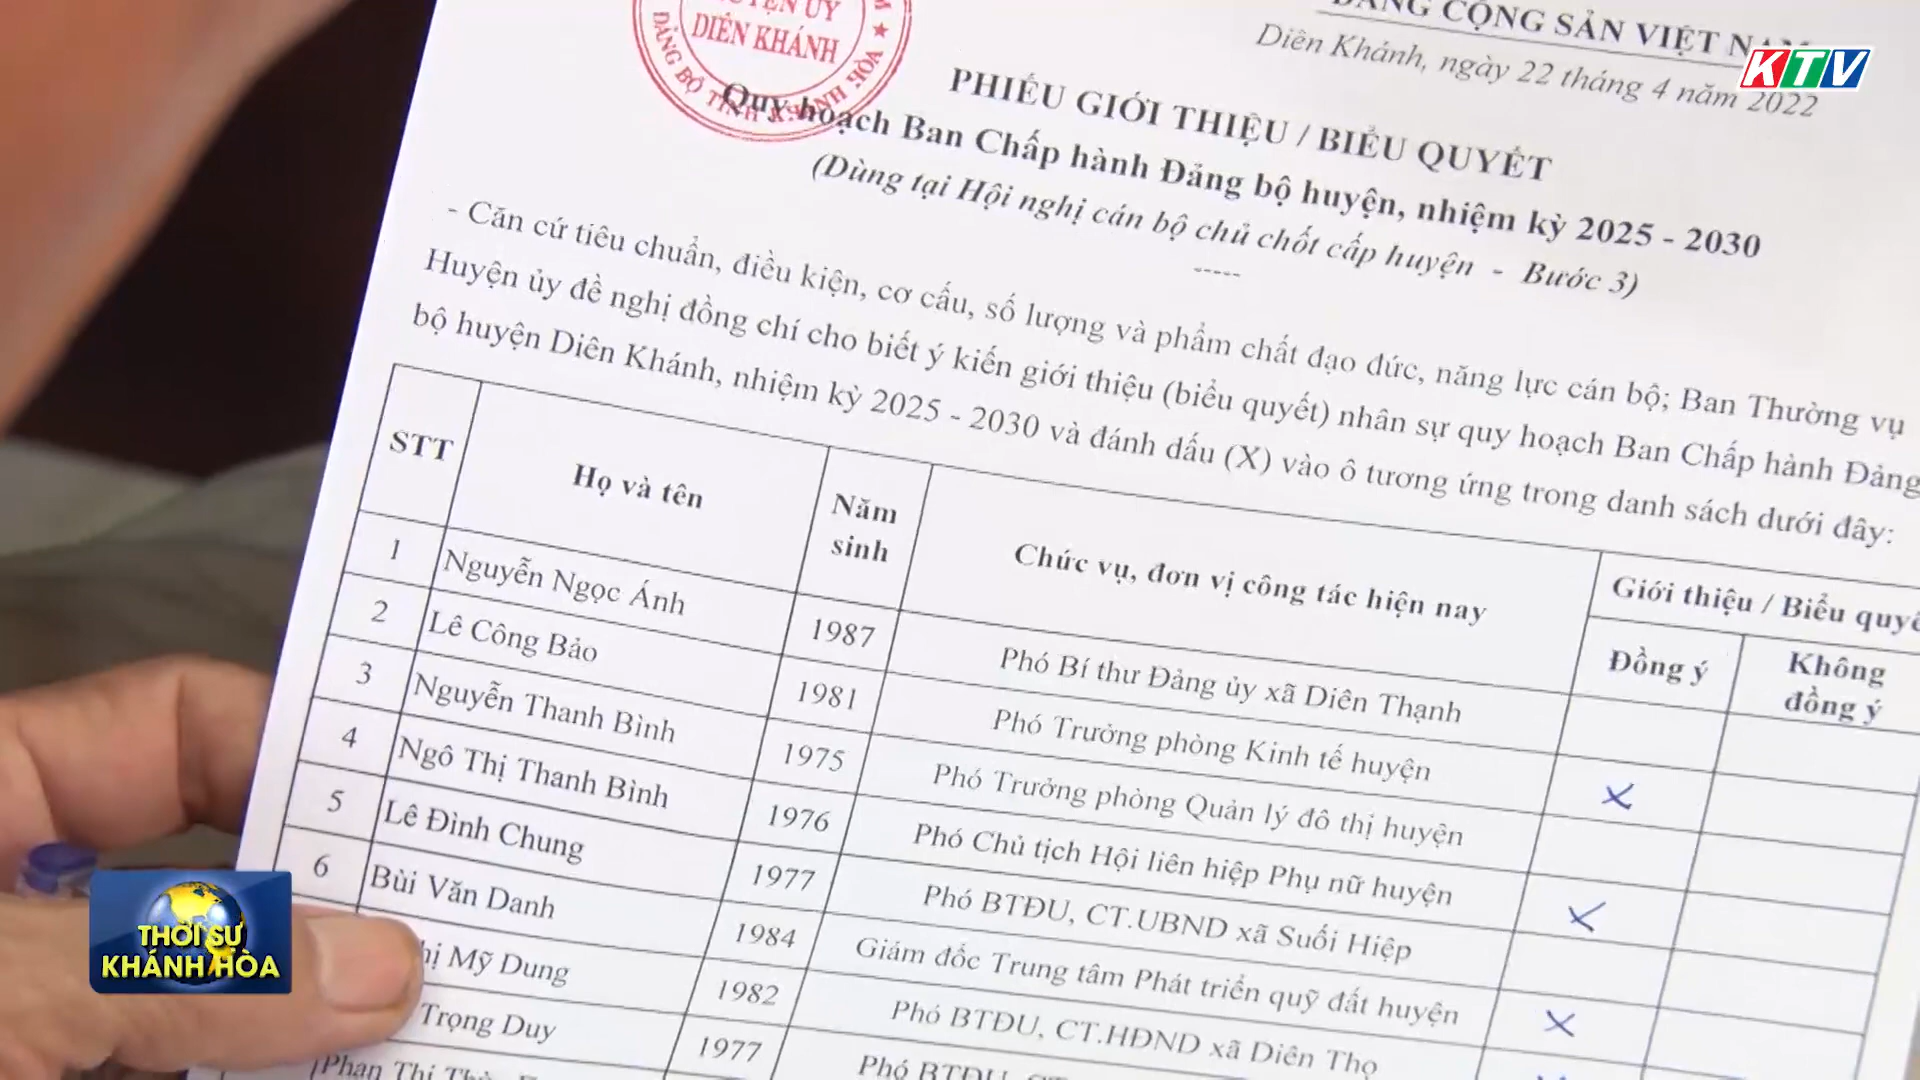 ĐẢNG CỘNG SẢN VIỆT NAM
KTV
Diên Khánh, ngày 22 tháng 4 năm 2022
HUYỆN ỦY
DIÊN KHÁNH
ĐẢNG BỘ TỈNH KHÁNH HÒA
PHIẾU GIỚI THIỆU / BIỂU QUYẾT
Quy hoạch Ban Chấp hành Đảng bộ huyện, nhiệm kỳ 2025 - 2030
(Dùng tại Hội nghị cán bộ chủ chốt cấp huyện - Bước 3)
-----
- Căn cứ tiêu chuẩn, điều kiện, cơ cấu, số lượng và phẩm chất đạo đức, năng lực cán bộ; Ban Thường vụ
Huyện ủy đề nghị đồng chí cho biết ý kiến giới thiệu (biểu quyết) nhân sự quy hoạch Ban Chấp hành Đảng
bộ huyện Diên Khánh, nhiệm kỳ 2025 - 2030 và đánh dấu (X) vào ô tương ứng trong danh sách dưới đây:
STT Họ và tên Năm sinh Chức vụ, đơn vị công tác hiện nay Giới thiệu / Biểu quyết
Đồng ý Không đồng ý
1 Nguyễn Ngọc Ánh 1987 Phó Bí thư Đảng ủy xã Diên Thạnh
2 Lê Công Bảo 1981 Phó Trưởng phòng Kinh tế huyện X
3 Nguyễn Thanh Bình 1975 Phó Trưởng phòng Quản lý đô thị huyện
4 Ngô Thị Thanh Bình 1976 Phó Chủ tịch Hội liên hiệp Phụ nữ huyện X
5 Lê Đình Chung 1977 Phó BTĐU, CT.UBND xã Suối Hiệp
6 Bùi Văn Danh 1984 Giám đốc Trung tâm Phát triển quỹ đất huyện X
Mỹ Dung 1982 Phó BTĐU, CT.HĐND xã Diên Thọ
Trọng Duy 1977 Phó BTĐU,
Phan Thị
THỜI SỰ
KHÁNH HÒA